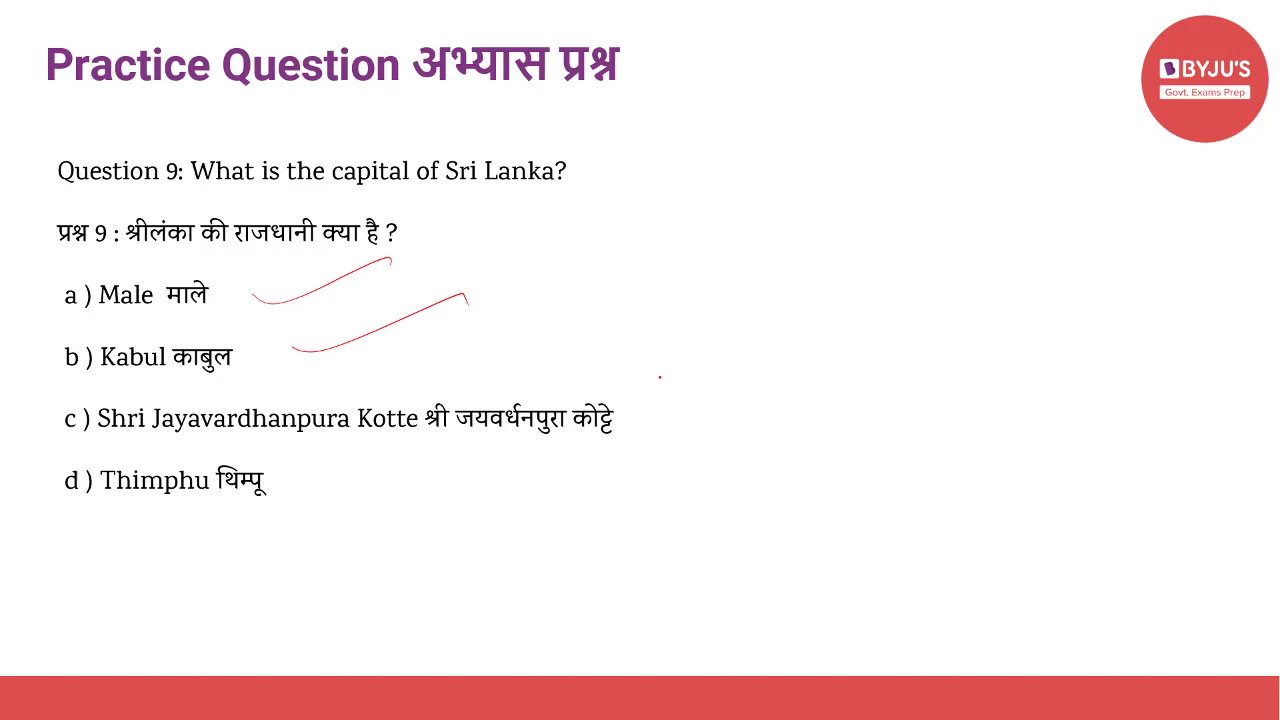 Practice Question अभ्यास प्रश्न
BYJU'S
Govt. Exams Prep
Question 9: What is the capital of Sri Lanka?
प्रश्न 9 : श्रीलंका की राजधानी क्या है ?
a ) Male माले
b ) Kabul काबुल
c ) Shri Jayavardhanpura Kotte श्री जयवर्धनपुरा कोट्टे
d ) Thimphu थिम्पू